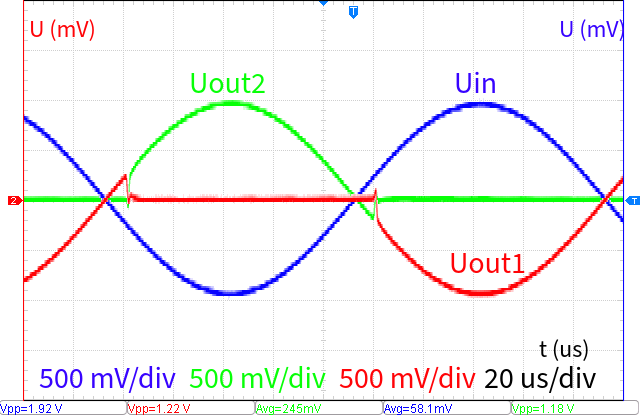 U (mV) U (mV)
T
Uout2 Uin
2 T
Uout1
t (us)
500 mV/div 500 mV/div 500 mV/div 20 us/div
Vpp=1.92 V Vpp=1.22 V Avg=245mV Avg=58.1mV Vpp=1.18 V